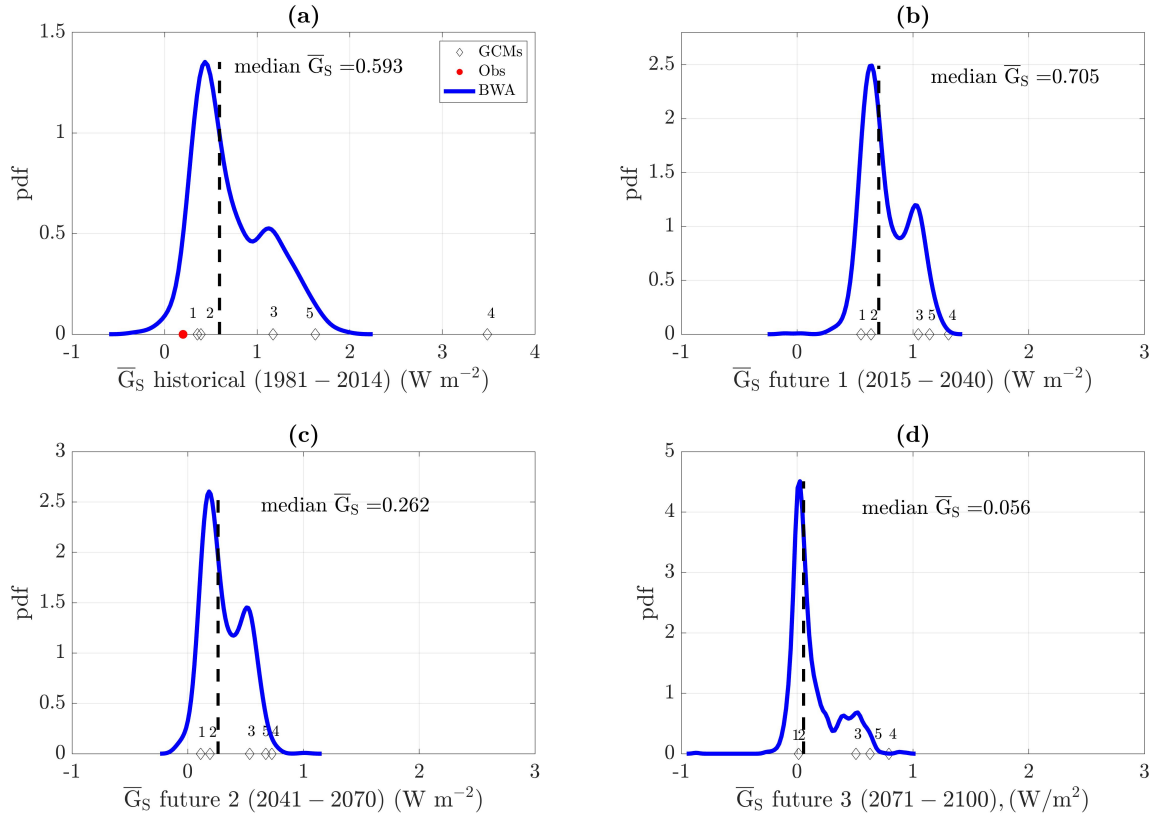 (a)
1.5
1
0.5
0
pdf
median G̅S =0.593
GCMs
Obs
BWA
1 2 3 5 4
-1 0 1 2 3 4
G̅S historical (1981 − 2014) (W m−2)
(b)
2.5
2
1.5
1
0.5
0
pdf
median G̅S =0.705
1 2 3 5 4
-1 0 1 2 3
G̅S future 1 (2015 − 2040) (W m−2)
(c)
3
2.5
2
1.5
1
0.5
0
pdf
median G̅S =0.262
1 2 3 5 4
-1 0 1 2 3
G̅S future 2 (2041 − 2070) (W m−2)
(d)
5
4
3
2
1
0
pdf
median G̅S =0.056
1 2 3 5 4
-1 0 1 2 3
G̅S future 3 (2071 − 2100), (W/m2)